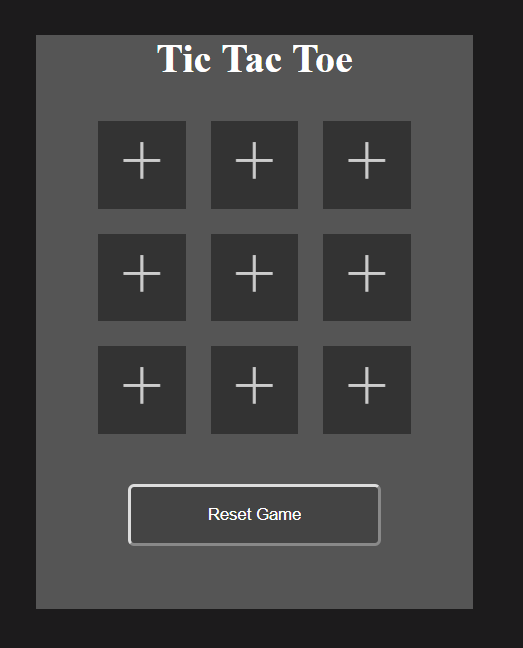 Tic Tac Toe
+ + +
+ + +
+ + +
Reset Game